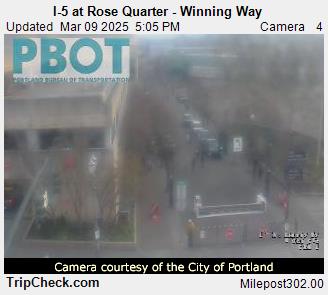 I-5 at Rose Quarter - Winning Way
Updated Mar 09 2025 5:05 PM Camera 4
PBOT
PORTLAND BUREAU OF TRANSPORTATION
Camera courtesy of the City of Portland
TripCheck.com Milepost302.00